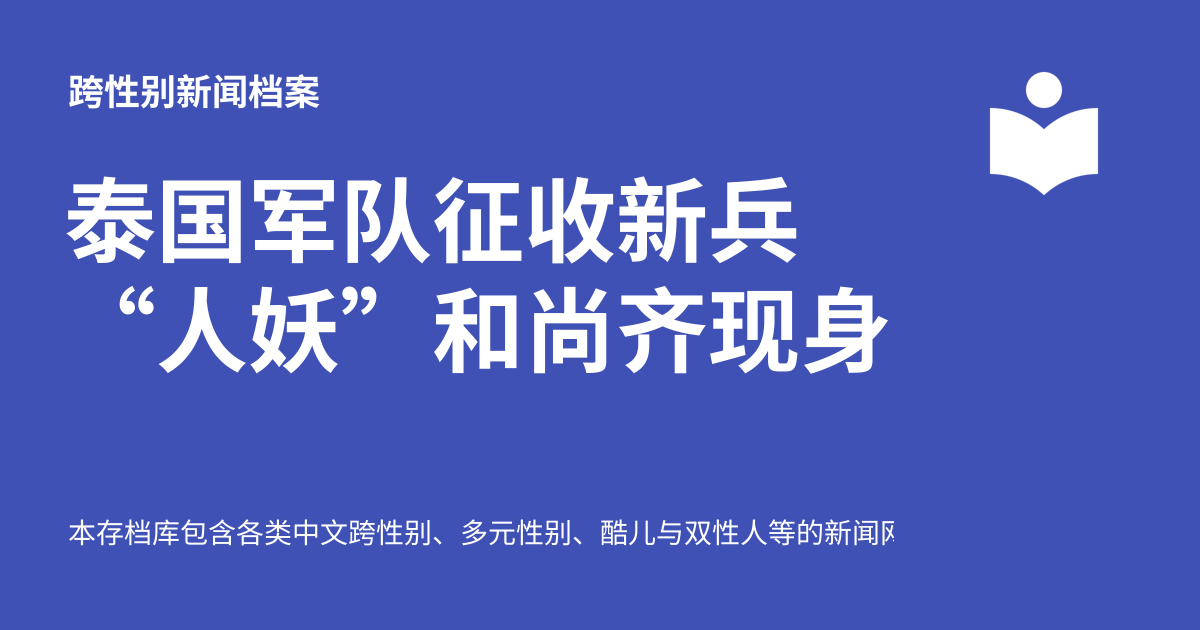 跨性别新闻档案
泰国军队征收新兵
“人妖”和尚齐现身
本存档库包含各类中文跨性别、多元性别、酷儿与双性人等的新闻